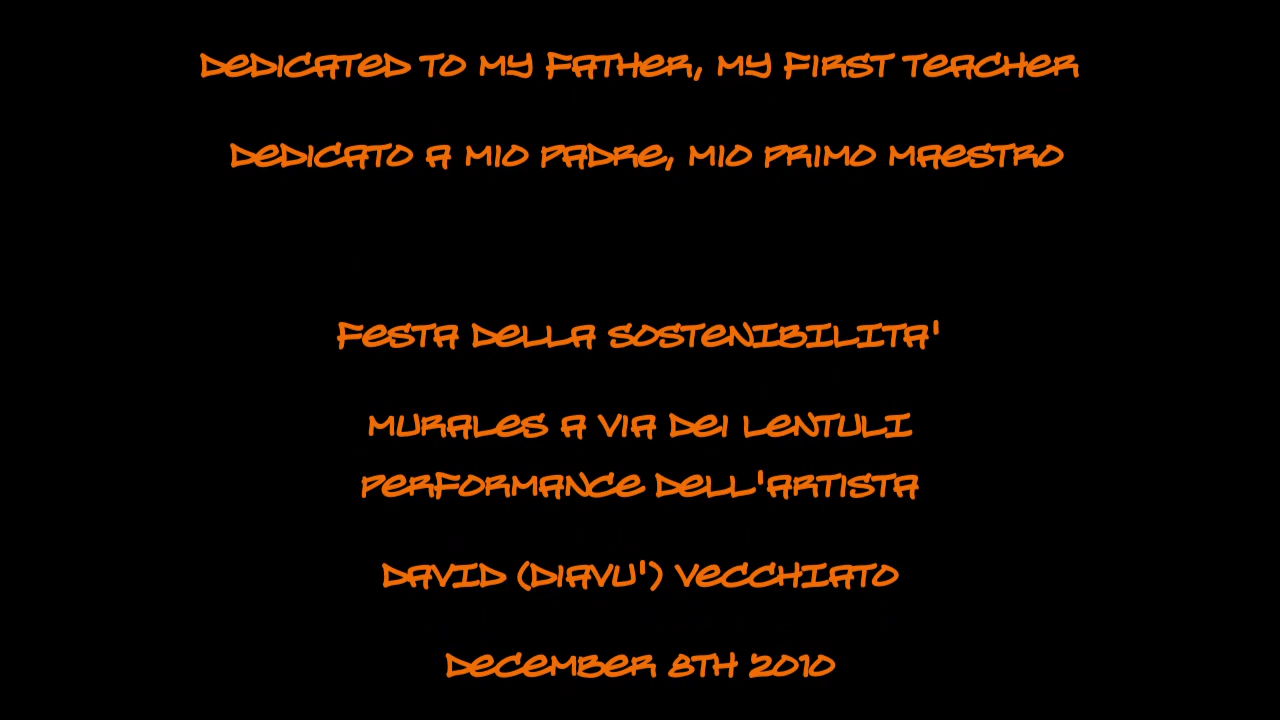 DEDICATED TO MY FATHER, MY FIRST TEACHER
DEDICATO A MIO PADRE, MIO PRIMO MAESTRO
FESTA DELLA SOSTENIBILITA'
MURALES A VIA DEI LENTULI
PERFORMANCE DELL'ARTISTA
DAVID (DIAVU') VECCHIATO
DECEMBER 8TH 2010